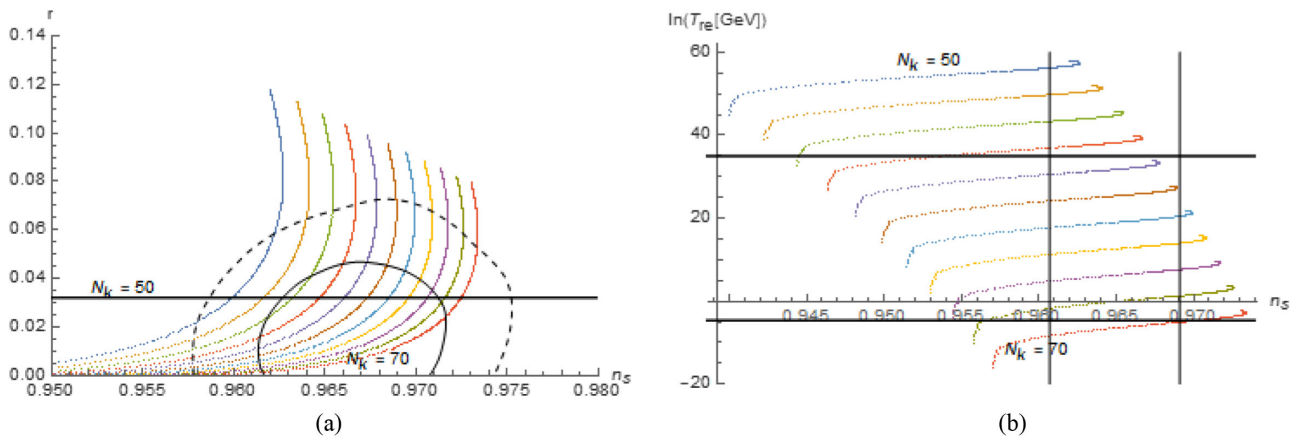 r
0.14
0.12
0.10
0.08
0.06
0.04
0.02
0.00
N_k = 50
N_k = 70
0.950
0.955
0.960
0.965
0.970
0.975
0.980
n_s
(a)
ln(T_re[GeV])
60
40
20
-20
N_k = 50
0.945
0.950
0.955
0.960
0.965
0.970
n_s
N_k = 70
(b)